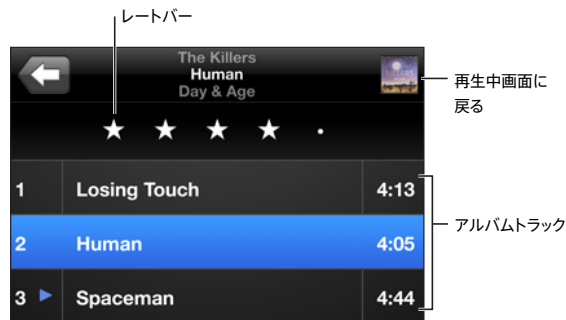 レートバー
The Killers
Human
Day & Age
再生中画面に
戻る
1 Losing Touch 4:13
アルバムトラック
2 Human 4:05
3 Spaceman 4:44